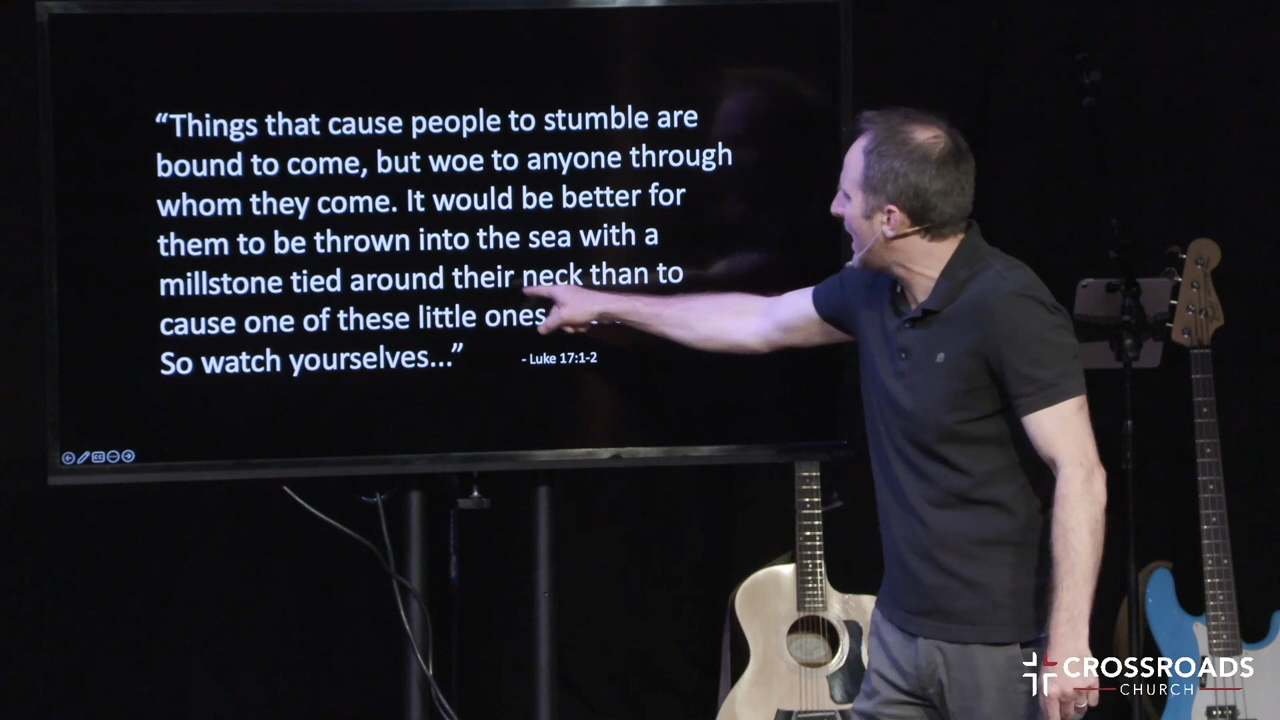 “Things that cause people to stumble are
bound to come, but woe to anyone through
whom they come. It would be better for
them to be thrown into the sea with a
millstone tied around their neck than to
cause one of these little ones
So watch yourselves...”
- Luke 17:1-2
CC
CROSSROADS
CHURCH